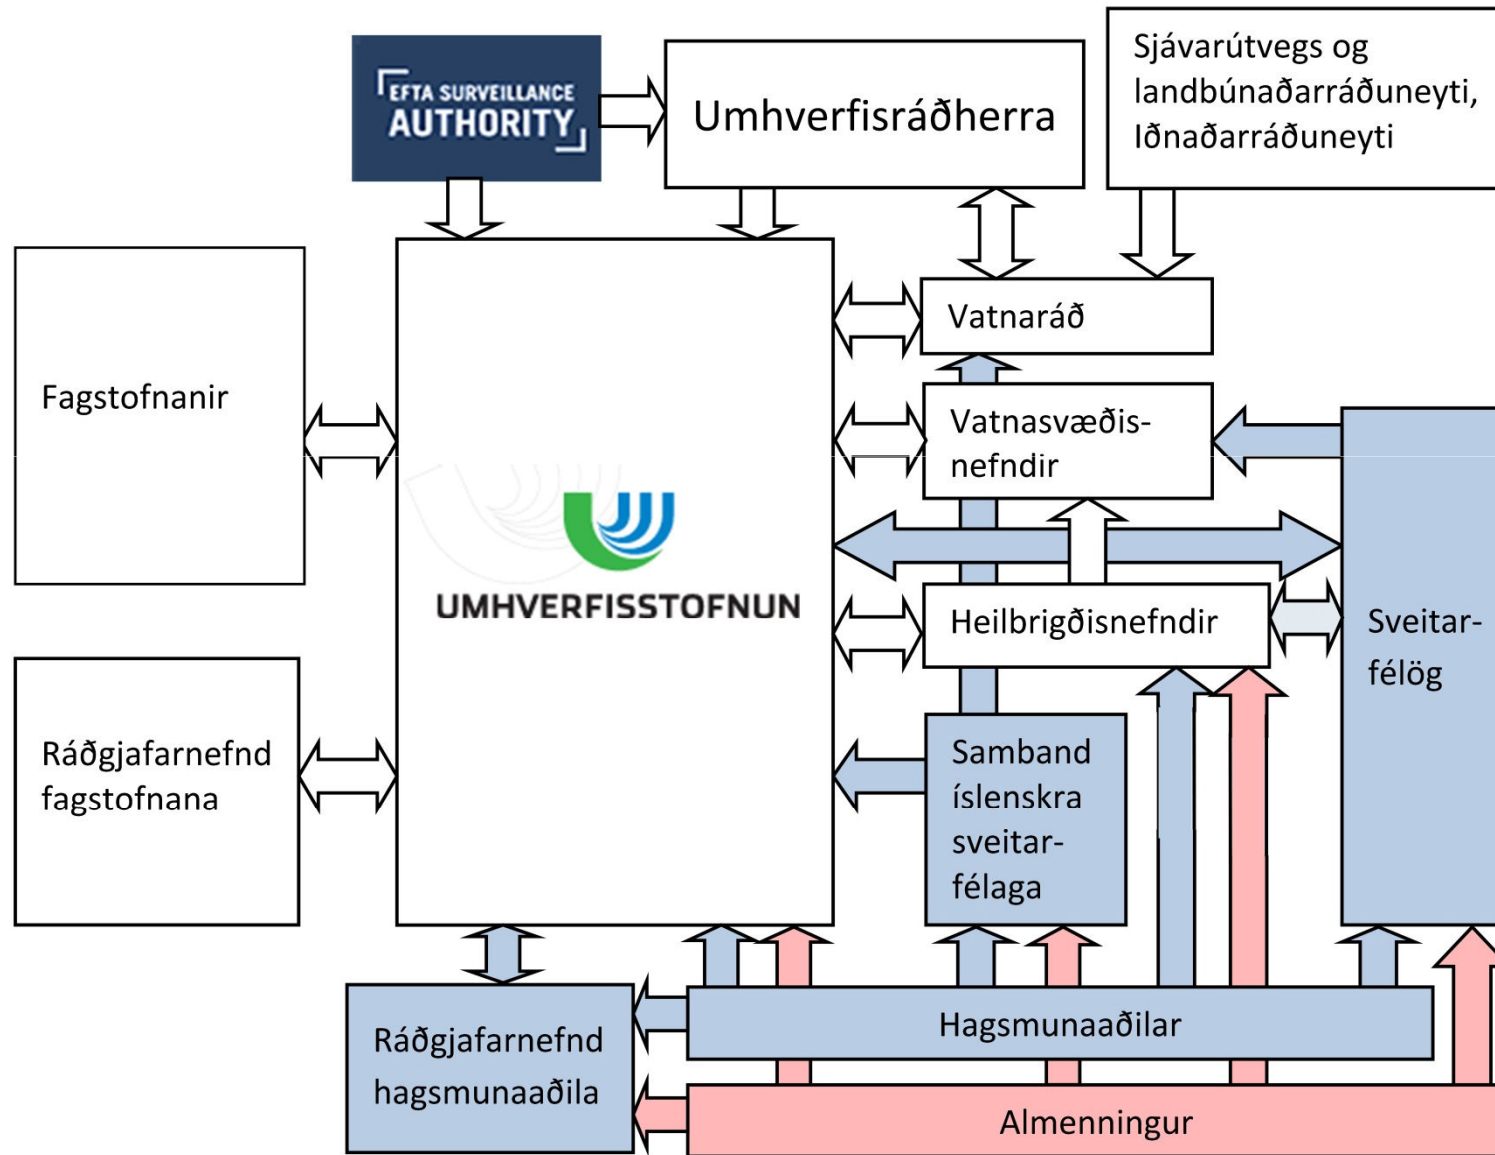 EFTA SURVEILLANCE
AUTHORITY
Umhverfisráðherra
Sjávarútvegs og
landbúnaðarráðuneyti,
Iðnaðarráðuneyti
Fagstofnanir
Vatnaráð
Vatnasvæðis-
nefndir
UMHVERFISSTOFNUN
Heilbrigðisnefndir
Sveitar-
félög
Ráðgjafarnefnd
fagstofnana
Samband
íslenskra
sveitar-
félaga
Ráðgjafarnefnd
hagsmunaaðila
Hagsmunaaðilar
Almenningur